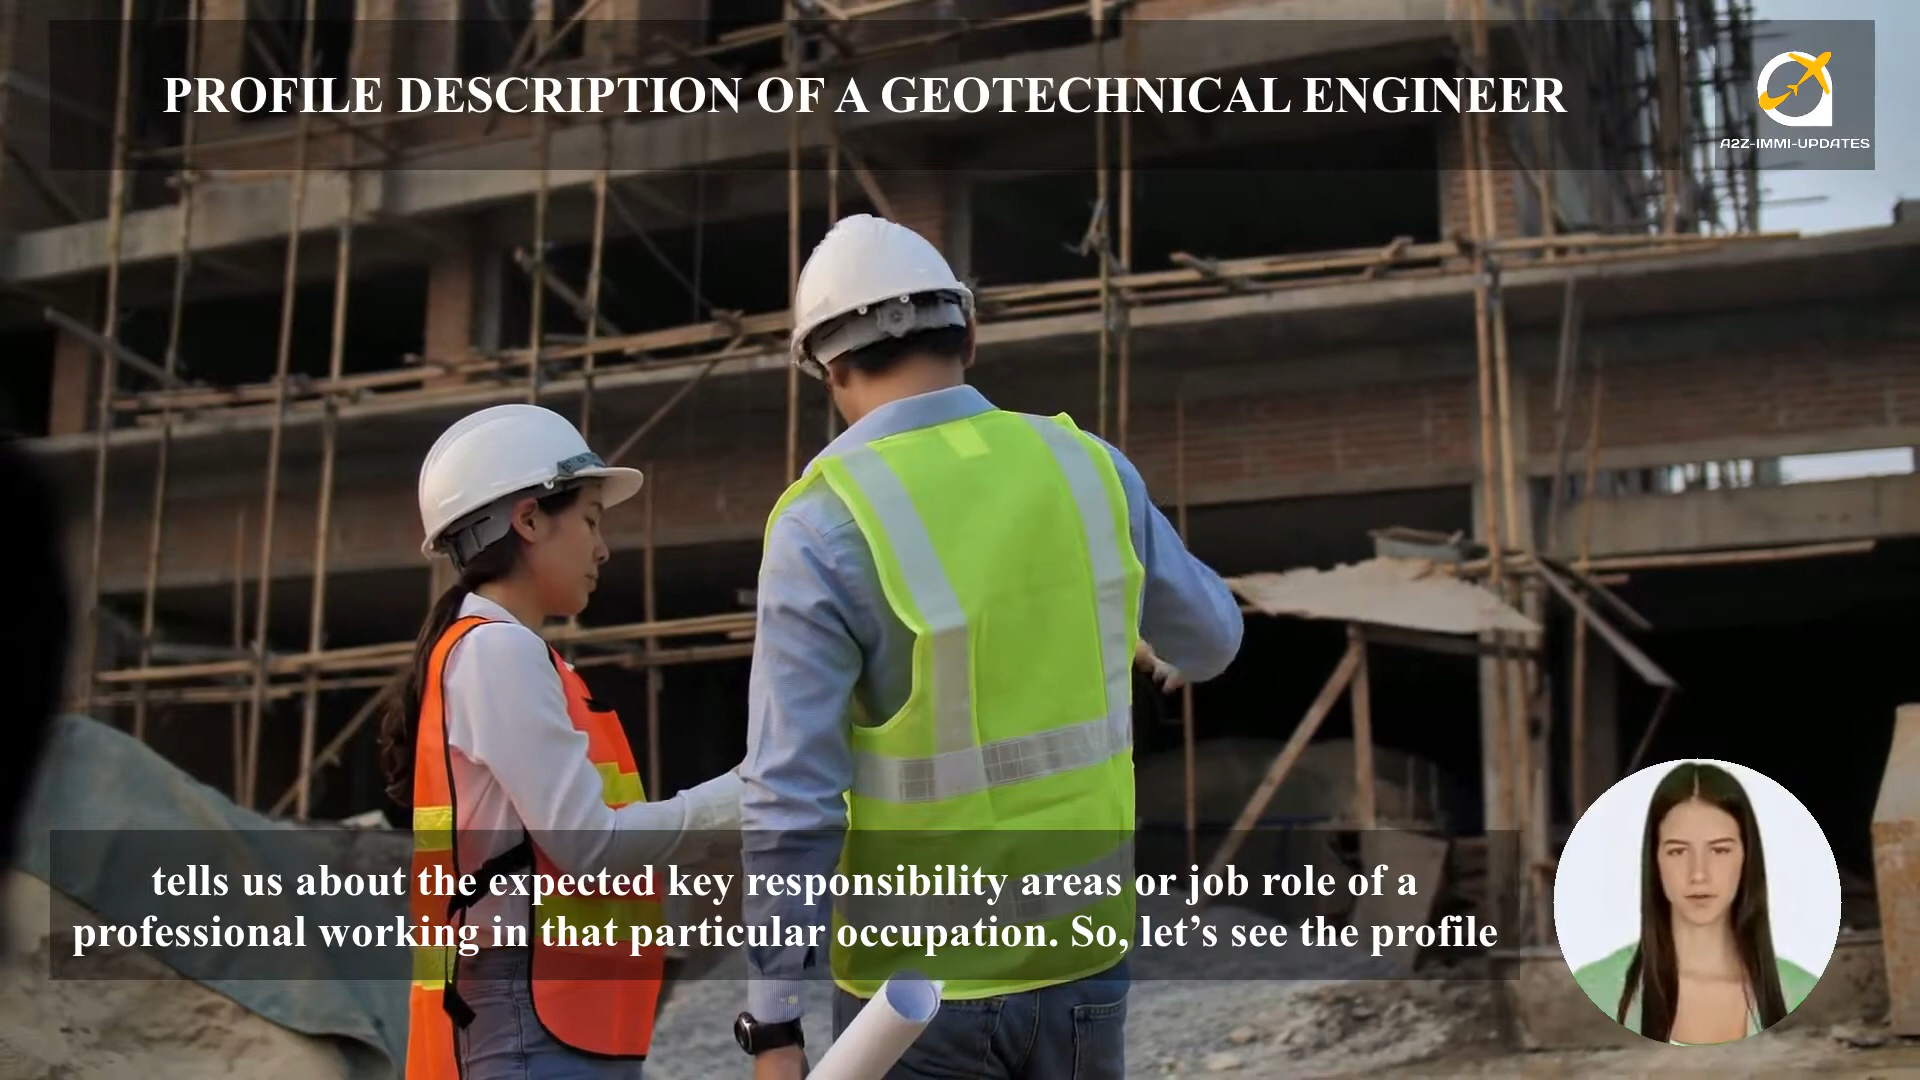 PROFILE DESCRIPTION OF A GEOTECHNICAL ENGINEER
A2Z-IMMI-UPDATES
tells us about the expected key responsibility areas or job role of a
professional working in that particular occupation. So, let’s see the profile